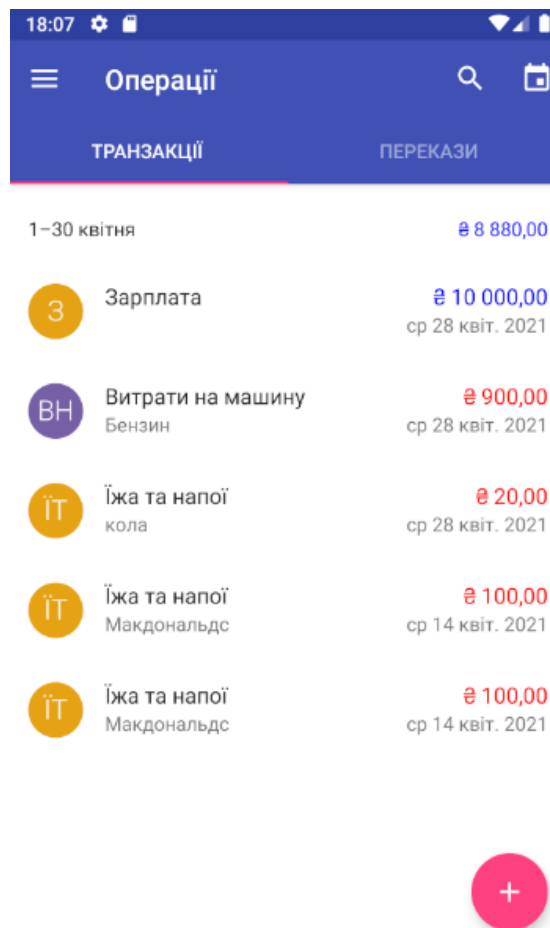 18:07
Операції
ТРАНЗАКЦІЇ ПЕРЕКАЗИ
1–30 квітня ₴ 8 880,00
З Зарплата ₴ 10 000,00
ср 28 квіт. 2021
ВН Витрати на машину ₴ 900,00
Бензин ср 28 квіт. 2021
ЇТ Їжа та напої ₴ 20,00
кола ср 28 квіт. 2021
ЇТ Їжа та напої ₴ 100,00
Макдональдс ср 14 квіт. 2021
ЇТ Їжа та напої ₴ 100,00
Макдональдс ср 14 квіт. 2021
+